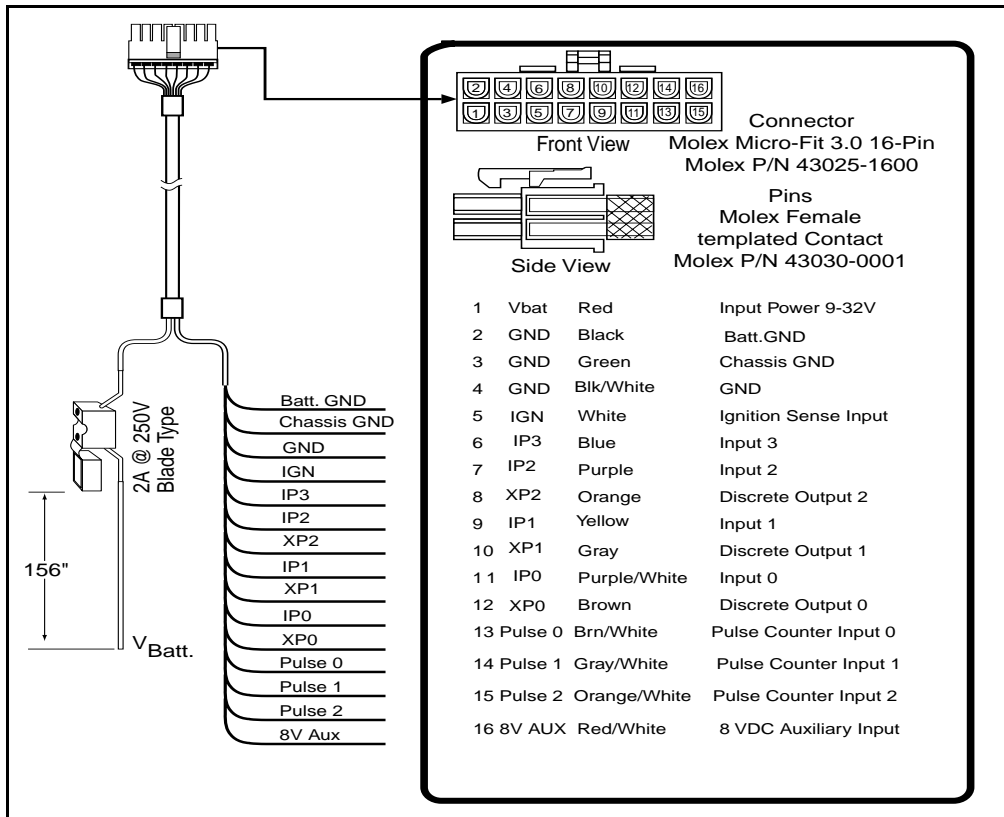 2 4 6 8 10 12 14 16
1 3 5 7 9 11 13 15
Front View
Connector
Molex Micro-Fit 3.0 16-Pin
Molex P/N 43025-1600
Pins
Molex Female
templated Contact
Molex P/N 43030-0001
Side View
1 Vbat Red Input Power 9-32V
2 GND Black Batt.GND
3 GND Green Chassis GND
4 GND Blk/White GND
5 IGN White Ignition Sense Input
6 IP3 Blue Input 3
7 IP2 Purple Input 2
8 XP2 Orange Discrete Output 2
9 IP1 Yellow Input 1
10 XP1 Gray Discrete Output 1
11 IP0 Purple/White Input 0
12 XP0 Brown Discrete Output 0
13 Pulse 0 Brn/White Pulse Counter Input 0
14 Pulse 1 Gray/White Pulse Counter Input 1
15 Pulse 2 Orange/White Pulse Counter Input 2
16 8V AUX Red/White 8 VDC Auxiliary Input
2A @ 250V
Blade Type
156"
VBatt.
Batt. GND
Chassis GND
GND
IGN
IP3
IP2
XP2
IP1
XP1
IP0
XP0
Pulse 0
Pulse 1
Pulse 2
8V Aux